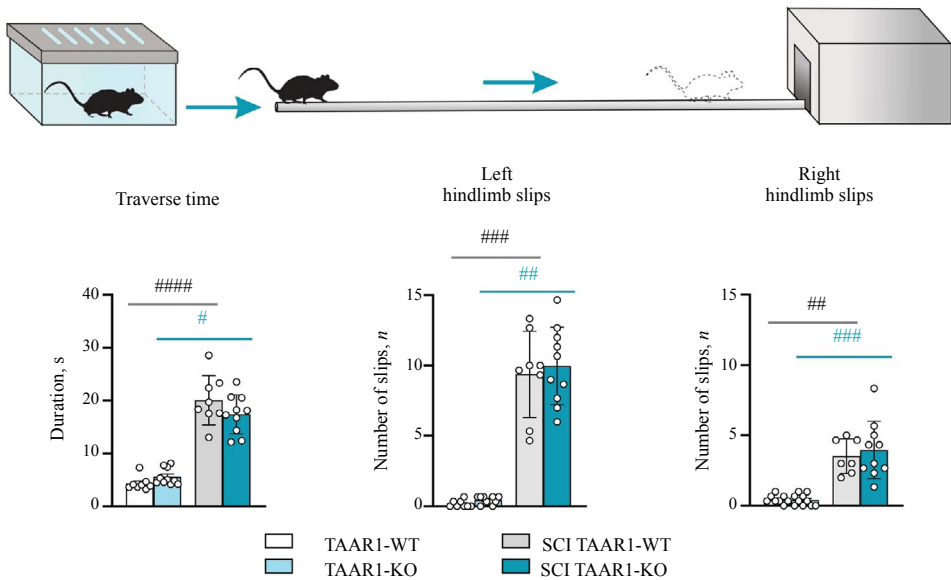 Traverse time
####
#
40
30
20
10
0
Duration, s
Left
hindlimb slips
###
##
15
10
5
0
Number of slips, n
Right
hindlimb slips
##
###
15
10
5
0
Number of slips, n
TAAR1-WT
SCI TAAR1-WT
TAAR1-KO
SCI TAAR1-KO